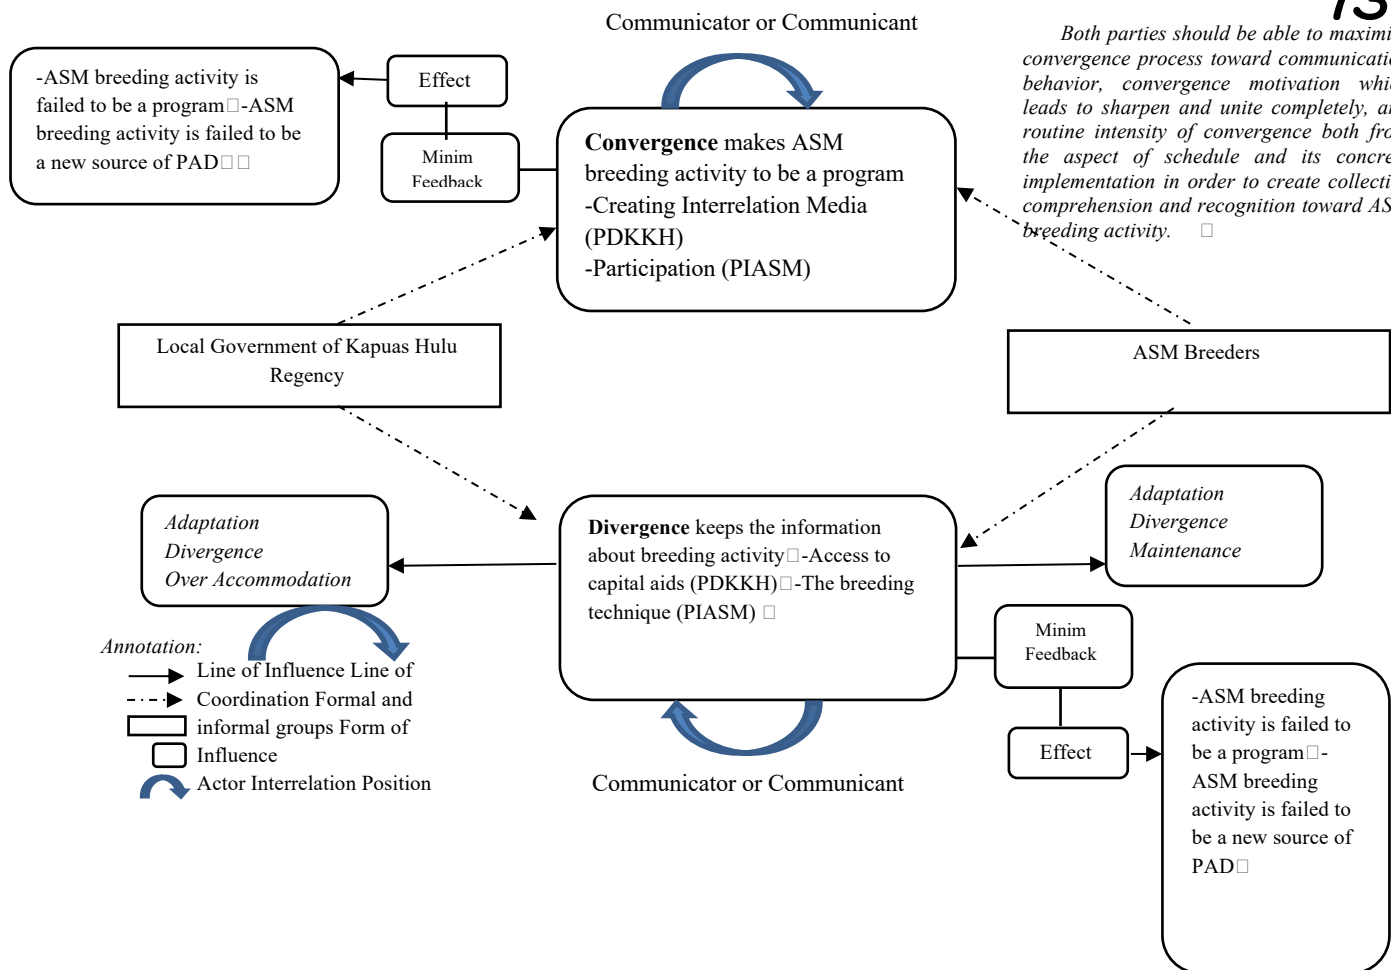 Communicator or Communicant
13
Both parties should be able to
convergence process toward
behavior, convergence motivation
leads to sharpen and unite completely,
routine intensity of convergence both
the aspect of schedule and its
implementation in order to create
comprehension and recognition toward
breeding activity.
-ASM breeding activity is
failed to be a program□-ASM
breeding activity is failed to be
a new source of PAD□□
Effect
Minim
Feedback
Convergence makes ASM
breeding activity to be a program
-Creating Interrelation Media
(PDKKH)
-Participation (PIASM)
Local Government of Kapuas Hulu
Regency
ASM Breeders
Adaptation
Divergence
Over Accommodation
Divergence keeps the information
about breeding activity□-Access to
capital aids (PDKKH)□-The breeding
technique (PIASM) □
Adaptation
Divergence
Maintenance
Minim
Feedback
Effect
-ASM breeding
activity is failed to
be a program□-
ASM breeding
activity is failed to
be a new source of
PAD□
Communicator or Communicant
Annotation:
Line of Influence Line of
Coordination Formal and
informal groups Form of
Influence
Actor Interrelation Position